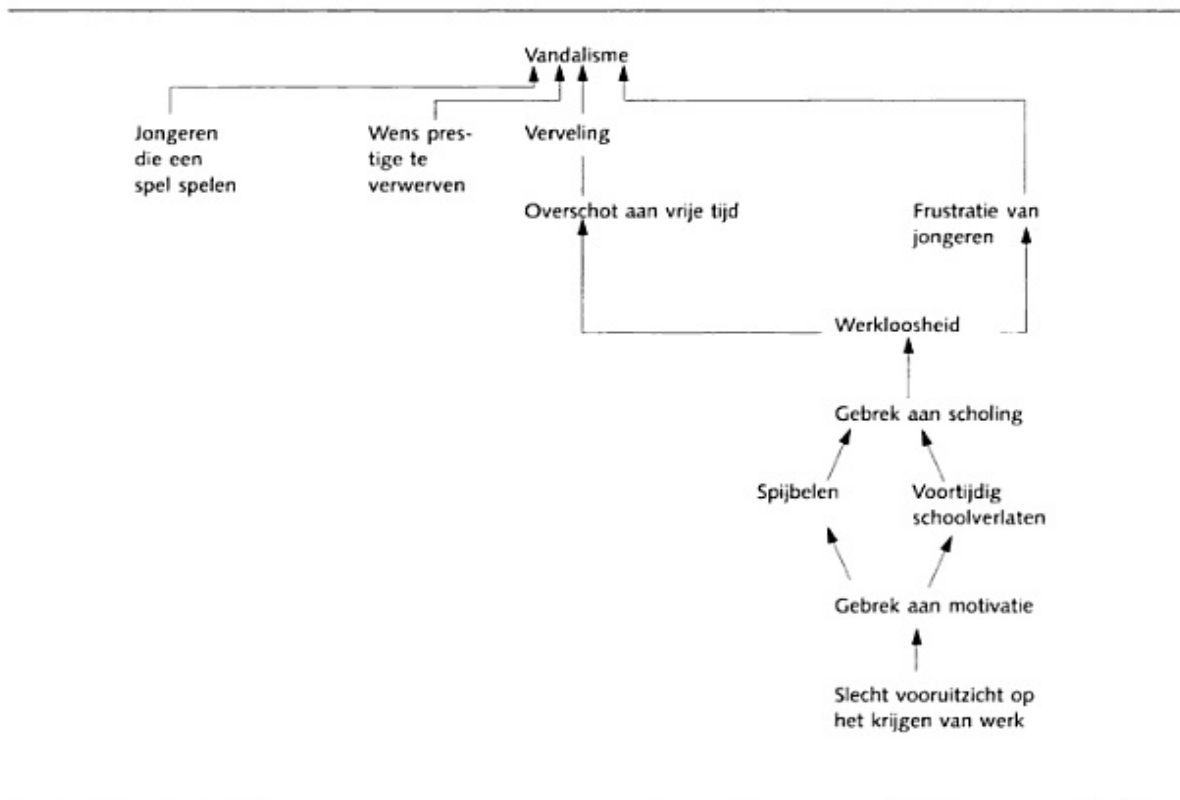 Vandalisme
Jongeren
die een
spel spelen
Wens pres-
tige te
verwerven
Verveling
Overschot aan vrije tijd
Frustratie van
jongeren
Werkloosheid
Gebrek aan scholing
Spijbelen
Voortijdig
schoolverlaten
Gebrek aan motivatie
Slecht vooruitzicht op
het krijgen van werk